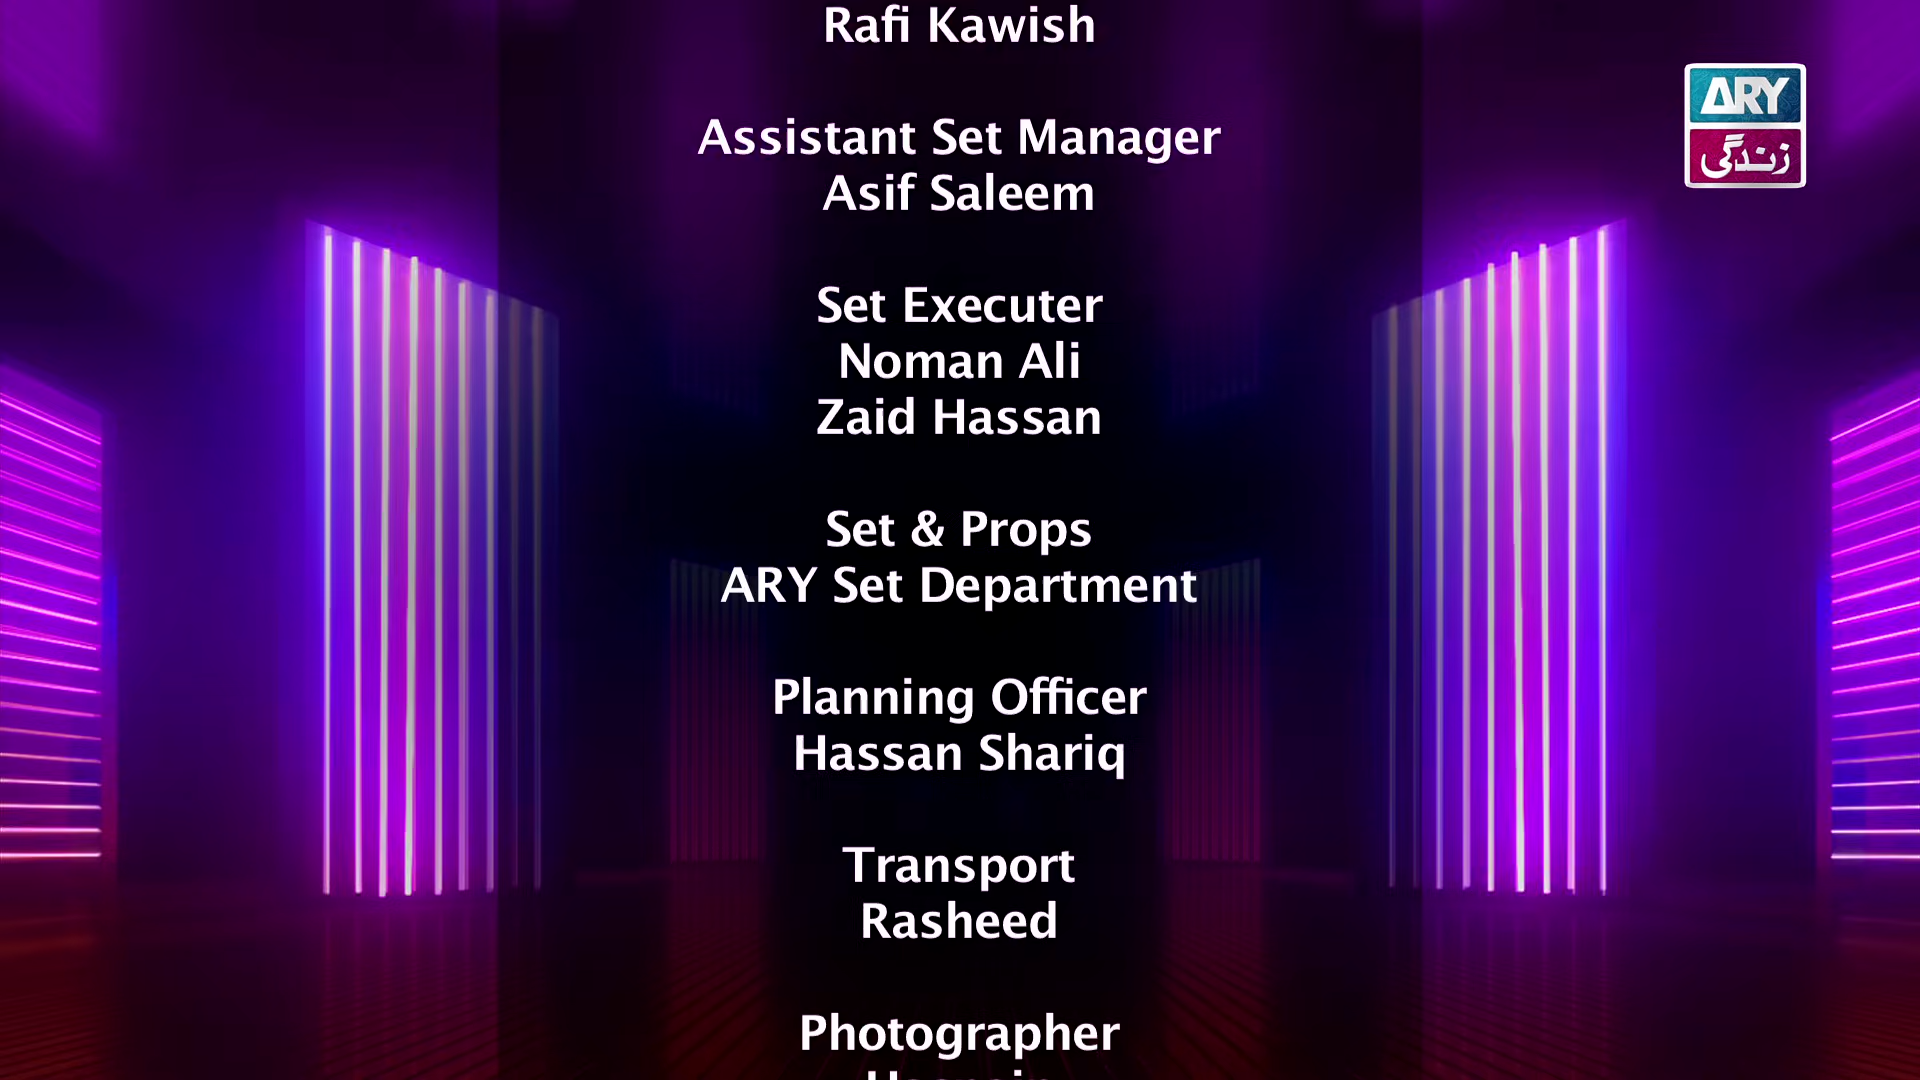 Rafi Kawish
ARY
زندگی
Assistant Set Manager
Asif Saleem
Set Executer
Noman Ali
Zaid Hassan
Set & Props
ARY Set Department
Planning Officer
Hassan Shariq
Transport
Rasheed
Photographer